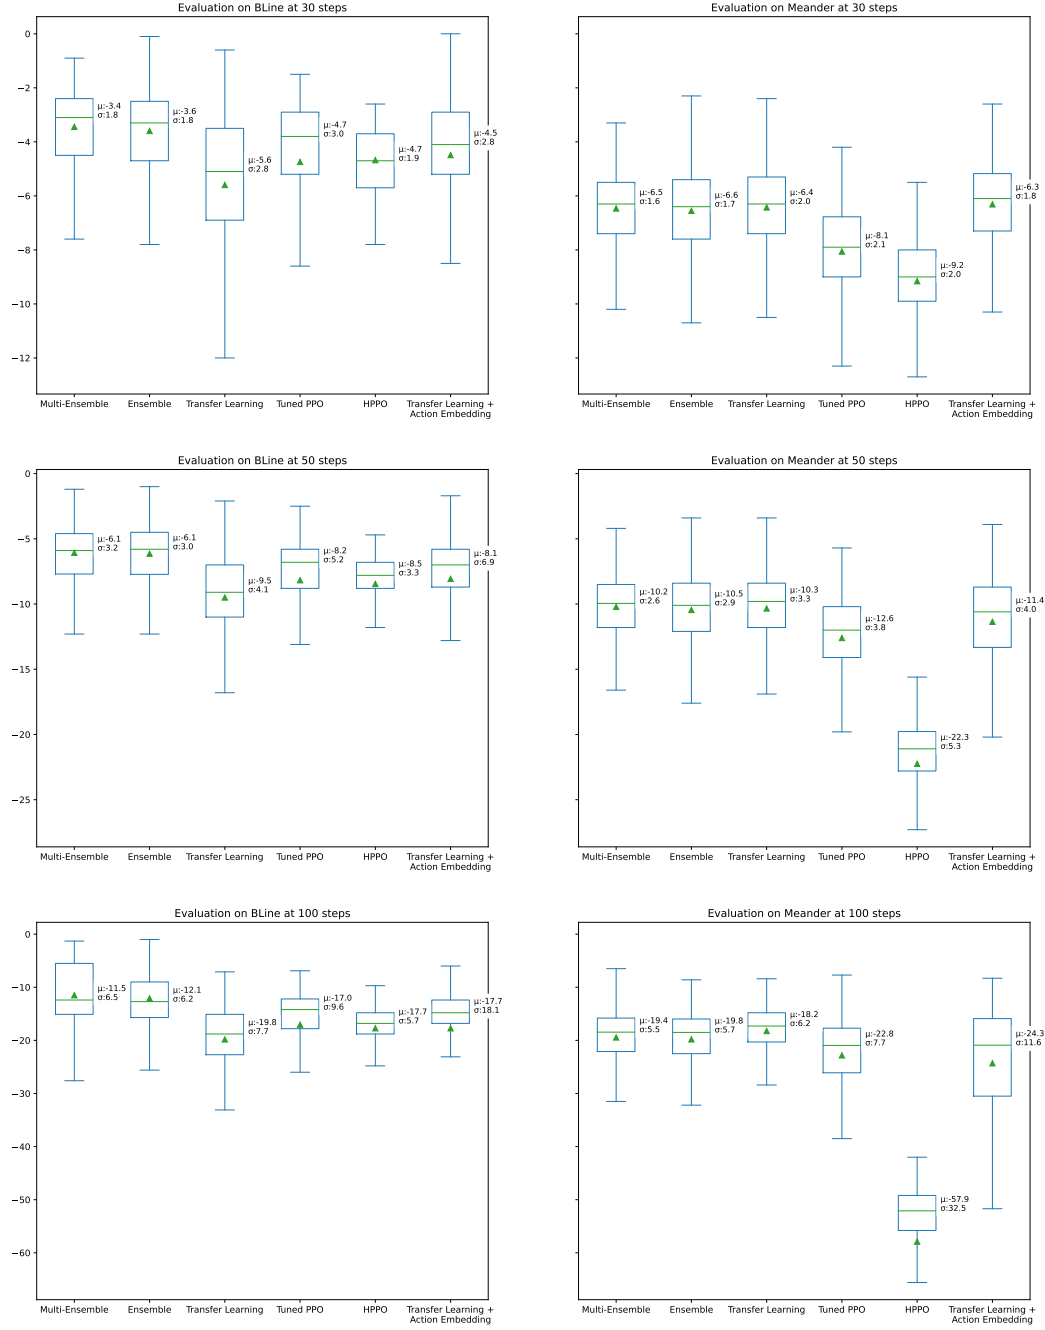 Evaluation on BLine at 30 steps
0
−2
−4
−6
−8
−10
−12
μ:-3.4
σ:1.8
μ:-3.6
σ:1.8
μ:-5.6
σ:2.8
μ:-4.7
σ:3.0
μ:-4.7
σ:1.9
μ:-4.5
σ:2.8
Multi-Ensemble
Ensemble
Transfer Learning
Tuned PPO
HPPO
Transfer Learning +
Action Embedding
Evaluation on Meander at 30 steps
μ:-6.5
σ:1.6
μ:-6.6
σ:1.7
μ:-6.4
σ:2.0
μ:-8.1
σ:2.1
μ:-9.2
σ:2.0
μ:-6.3
σ:1.8
Multi-Ensemble
Ensemble
Transfer Learning
Tuned PPO
HPPO
Transfer Learning +
Action Embedding
Evaluation on BLine at 50 steps
0
−5
−10
−15
−20
−25
μ:-6.1
σ:3.2
μ:-6.1
σ:3.0
μ:-9.5
σ:4.1
μ:-8.2
σ:5.2
μ:-8.5
σ:3.3
μ:-8.1
σ:6.9
Multi-Ensemble
Ensemble
Transfer Learning
Tuned PPO
HPPO
Transfer Learning +
Action Embedding
Evaluation on Meander at 50 steps
μ:-10.2
σ:2.6
μ:-10.5
σ:2.9
μ:-10.3
σ:3.3
μ:-12.6
σ:3.8
μ:-22.3
σ:5.3
μ:-11.4
σ:4.0
Multi-Ensemble
Ensemble
Transfer Learning
Tuned PPO
HPPO
Transfer Learning +
Action Embedding
Evaluation on BLine at 100 steps
0
−10
−20
−30
−40
−50
−60
μ:-11.5
σ:6.5
μ:-12.1
σ:6.2
μ:-19.8
σ:7.7
μ:-17.0
σ:9.6
μ:-17.7
σ:5.7
μ:-17.7
σ:18.1
Multi-Ensemble
Ensemble
Transfer Learning
Tuned PPO
HPPO
Transfer Learning +
Action Embedding
Evaluation on Meander at 100 steps
μ:-19.4
σ:5.5
μ:-19.8
σ:5.7
μ:-18.2
σ:6.2
μ:-22.8
σ:7.7
μ:-57.9
σ:32.5
μ:-24.3
σ:11.6
Multi-Ensemble
Ensemble
Transfer Learning
Tuned PPO
HPPO
Transfer Learning +
Action Embedding